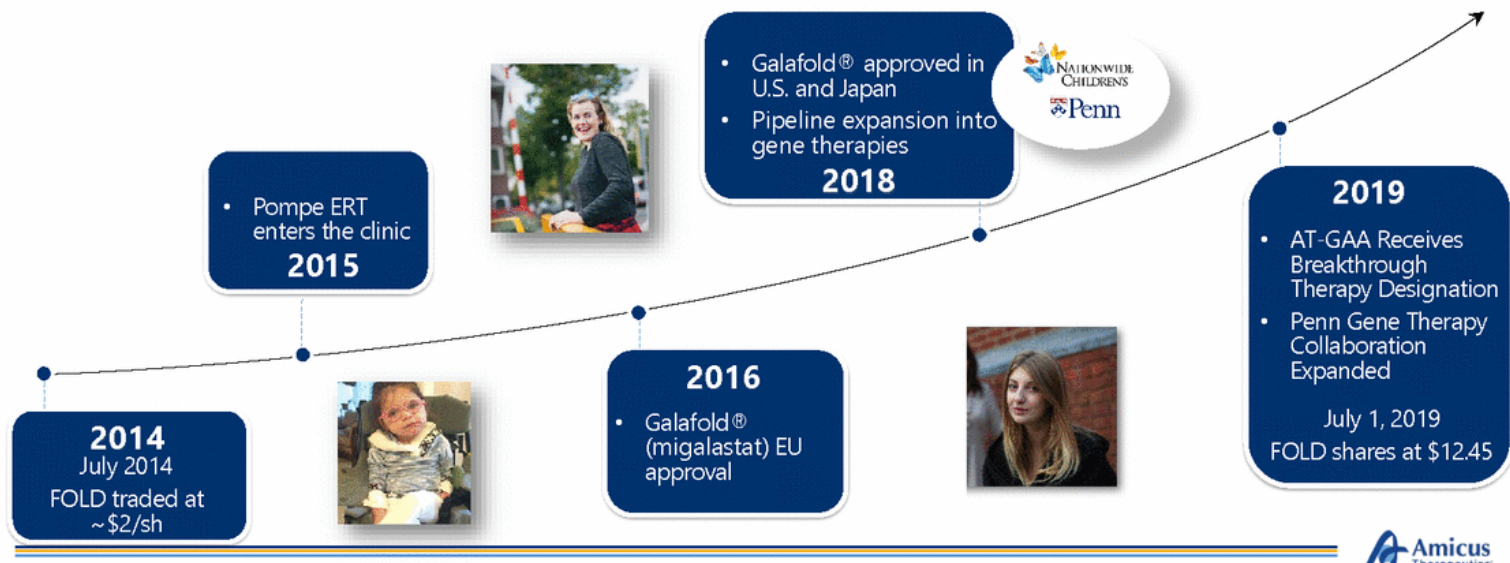 2014
July 2014
FOLD traded at
~$2/sh
• Pompe ERT
enters the clinic
2015
2016
• Galafold®
(migalastat) EU
approval
• Galafold® approved in
U.S. and Japan
• Pipeline expansion into
gene therapies
2018
NATIONWIDE
CHILDREN'S
Penn
2019
• AT-GAA Receives
Breakthrough
Therapy Designation
• Penn Gene Therapy
Collaboration
Expanded
July 1, 2019
FOLD shares at $12.45
Amicus
Therapeutics